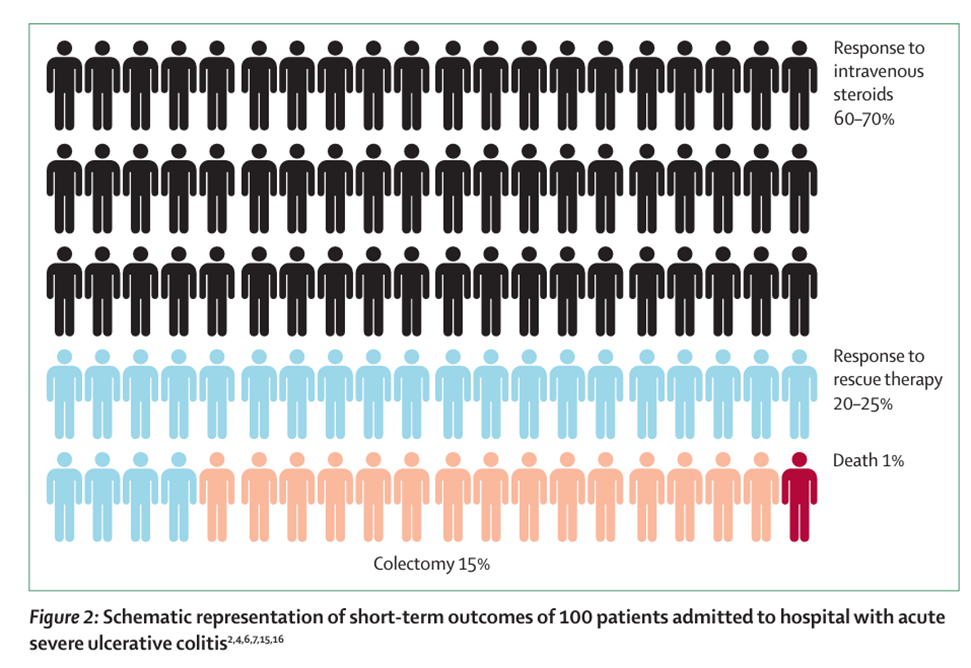 Response to
intravenous
steroids
60–70%
Response to
rescue therapy
20–25%
Death 1%
Colectomy 15%
Figure 2: Schematic representation of short-term outcomes of 100 patients admitted to hospital with acute
severe ulcerative colitis2,4,6,7,15,16